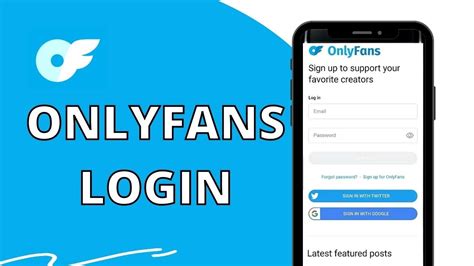 ONLYFANS
LOGIN
OnlyFans
Sign up to support your
favorite creators
Log in
Email
Password
Forgot password? · Sign up for OnlyFans
SIGN IN WITH TWITTER
G SIGN IN WITH GOOGLE
Latest featured posts